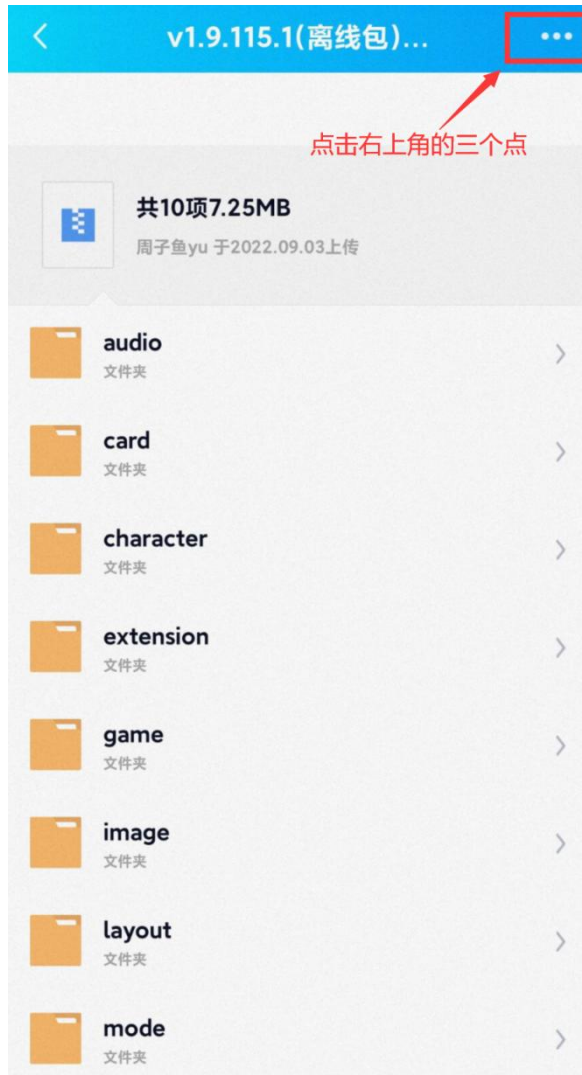 v1.9.115.1(离线包)...
点击右上角的三个点
共10项7.25MB
周子鱼yu 于2022.09.03上传
audio
文件夹
card
文件夹
character
文件夹
extension
文件夹
game
文件夹
image
文件夹
layout
文件夹
mode
文件夹